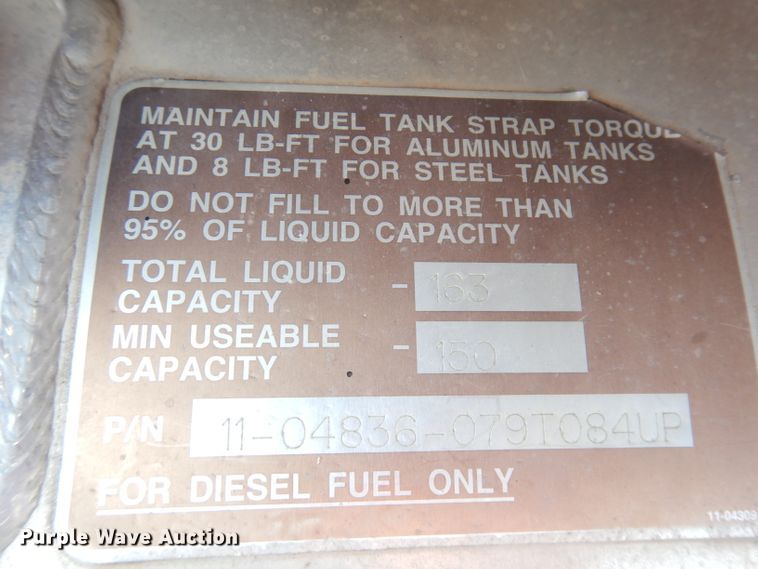 MAINTAIN FUEL TANK STRAP TORQUE
AT 30 LB-FT FOR ALUMINUM TANKS
AND 8 LB-FT FOR STEEL TANKS
DO NOT FILL TO MORE THAN
95% OF LIQUID CAPACITY
TOTAL LIQUID CAPACITY - 163
MIN USEABLE CAPACITY - 150
P/N 11-04836-079T084UP
FOR DIESEL FUEL ONLY
11-04309
Purple Wave Auction